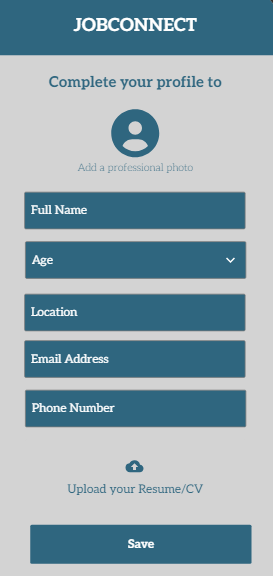 JOBCONNECT
Complete your profile to
Add a professional photo
Full Name
Age
Location
Email Address
Phone Number
Upload your Resume/CV
Save